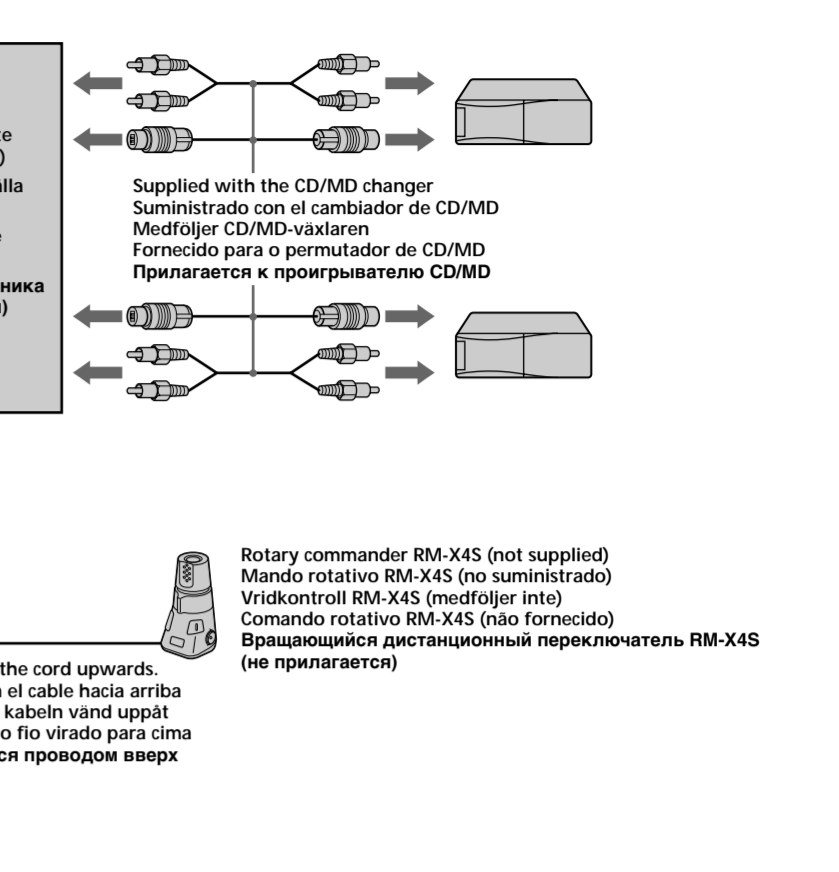 )
Supplied with the CD/MD changer
Suministrado con el cambiador de CD/MD
Medföljer CD/MD-växlaren
Fornecido para o permutador de CD/MD
Прилагается к проигрывателю CD/MD
)
Rotary commander RM-X4S (not supplied)
Mando rotativo RM-X4S (no suministrado)
Vridkontroll RM-X4S (medföljer inte)
Comando rotativo RM-X4S (não fornecido)
Вращающийся дистанционный переключатель RM-X4S
(не прилагается)
the cord upwards.
el cable hacia arriba
kabeln vänd uppåt
o fio virado para cima
проводом вверх